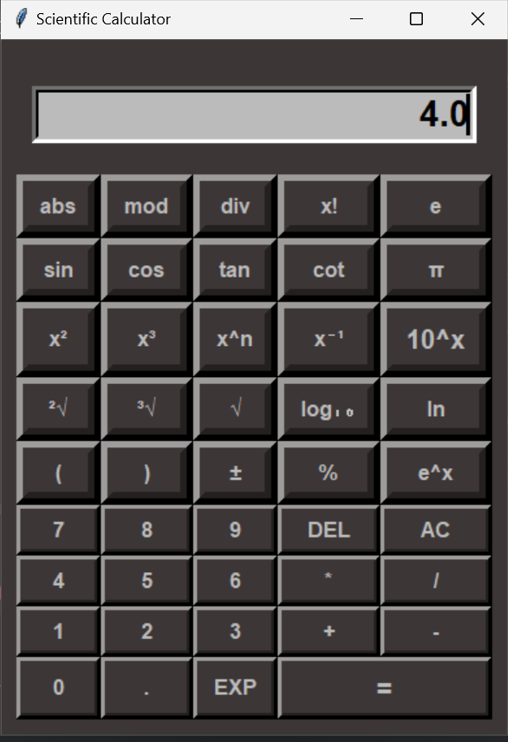 Scientific Calculator
4.0
abs mod div x! e
sin cos tan cot π
x² x³ x^n x⁻¹ 10^x
²√ ³√ √ log₁₀ ln
( ) ± % e^x
7 8 9 DEL AC
4 5 6 * /
1 2 3 + -
0 . EXP =